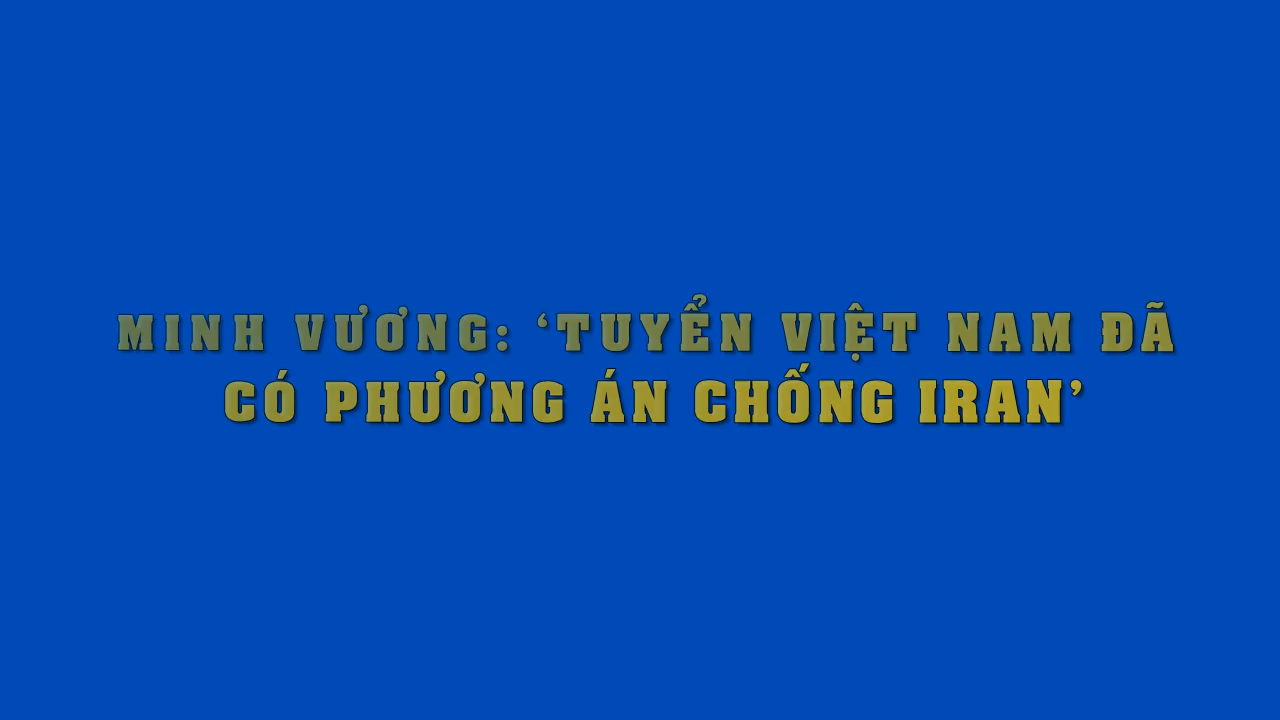 MINH VƯƠNG: ‘TUYỂN VIỆT NAM ĐÃ
CÓ PHƯƠNG ÁN CHỐNG IRAN’